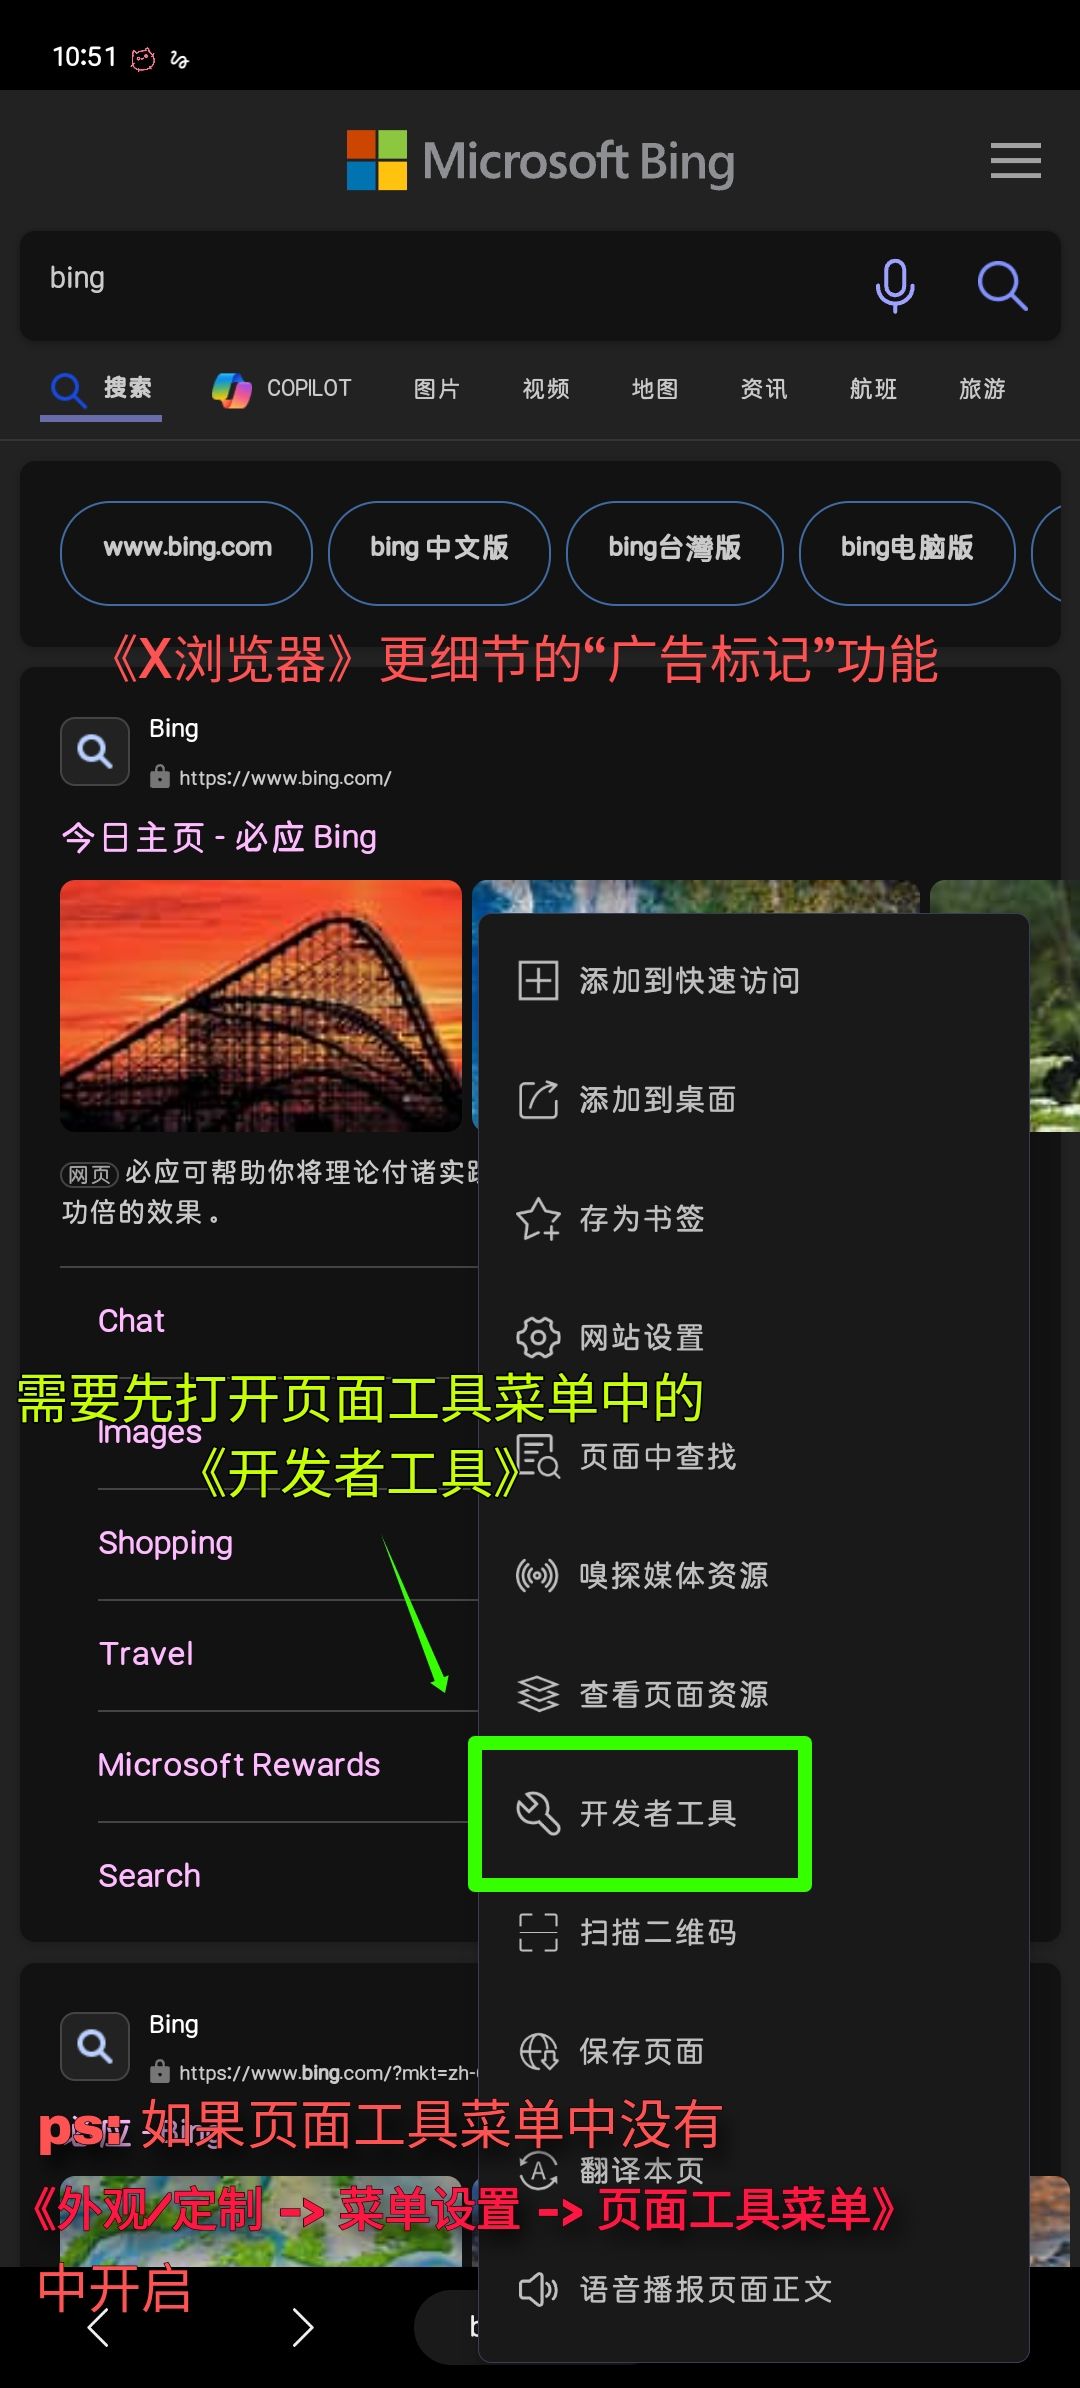 10:51
Microsoft Bing
bing
搜索 COPILOT 图片 视频 地图 资讯 航班 旅游
www.bing.com bing 中文版 bing台灣版 bing电脑版
《X浏览器》更细节的“广告标记”功能
Bing
https://www.bing.com/
今日主页 - 必应 Bing
添加到快速访问
添加到桌面
网页 必应可帮助你将理论付诸实践
功倍的效果。
存为书签
Chat
网站设置
需要先打开页面工具菜单中的
Images
页面中查找
《开发者工具》
Shopping
嗅探媒体资源
Travel
查看页面资源
Microsoft Rewards
开发者工具
Search
扫描二维码
Bing
https://www.bing.com/?mkt=zh-
保存页面
ps: 如果页面工具菜单中没有
必应 - Bing
翻译本页
《外观/定制 -> 菜单设置 -> 页面工具菜单》
中开启
语音播报页面正文